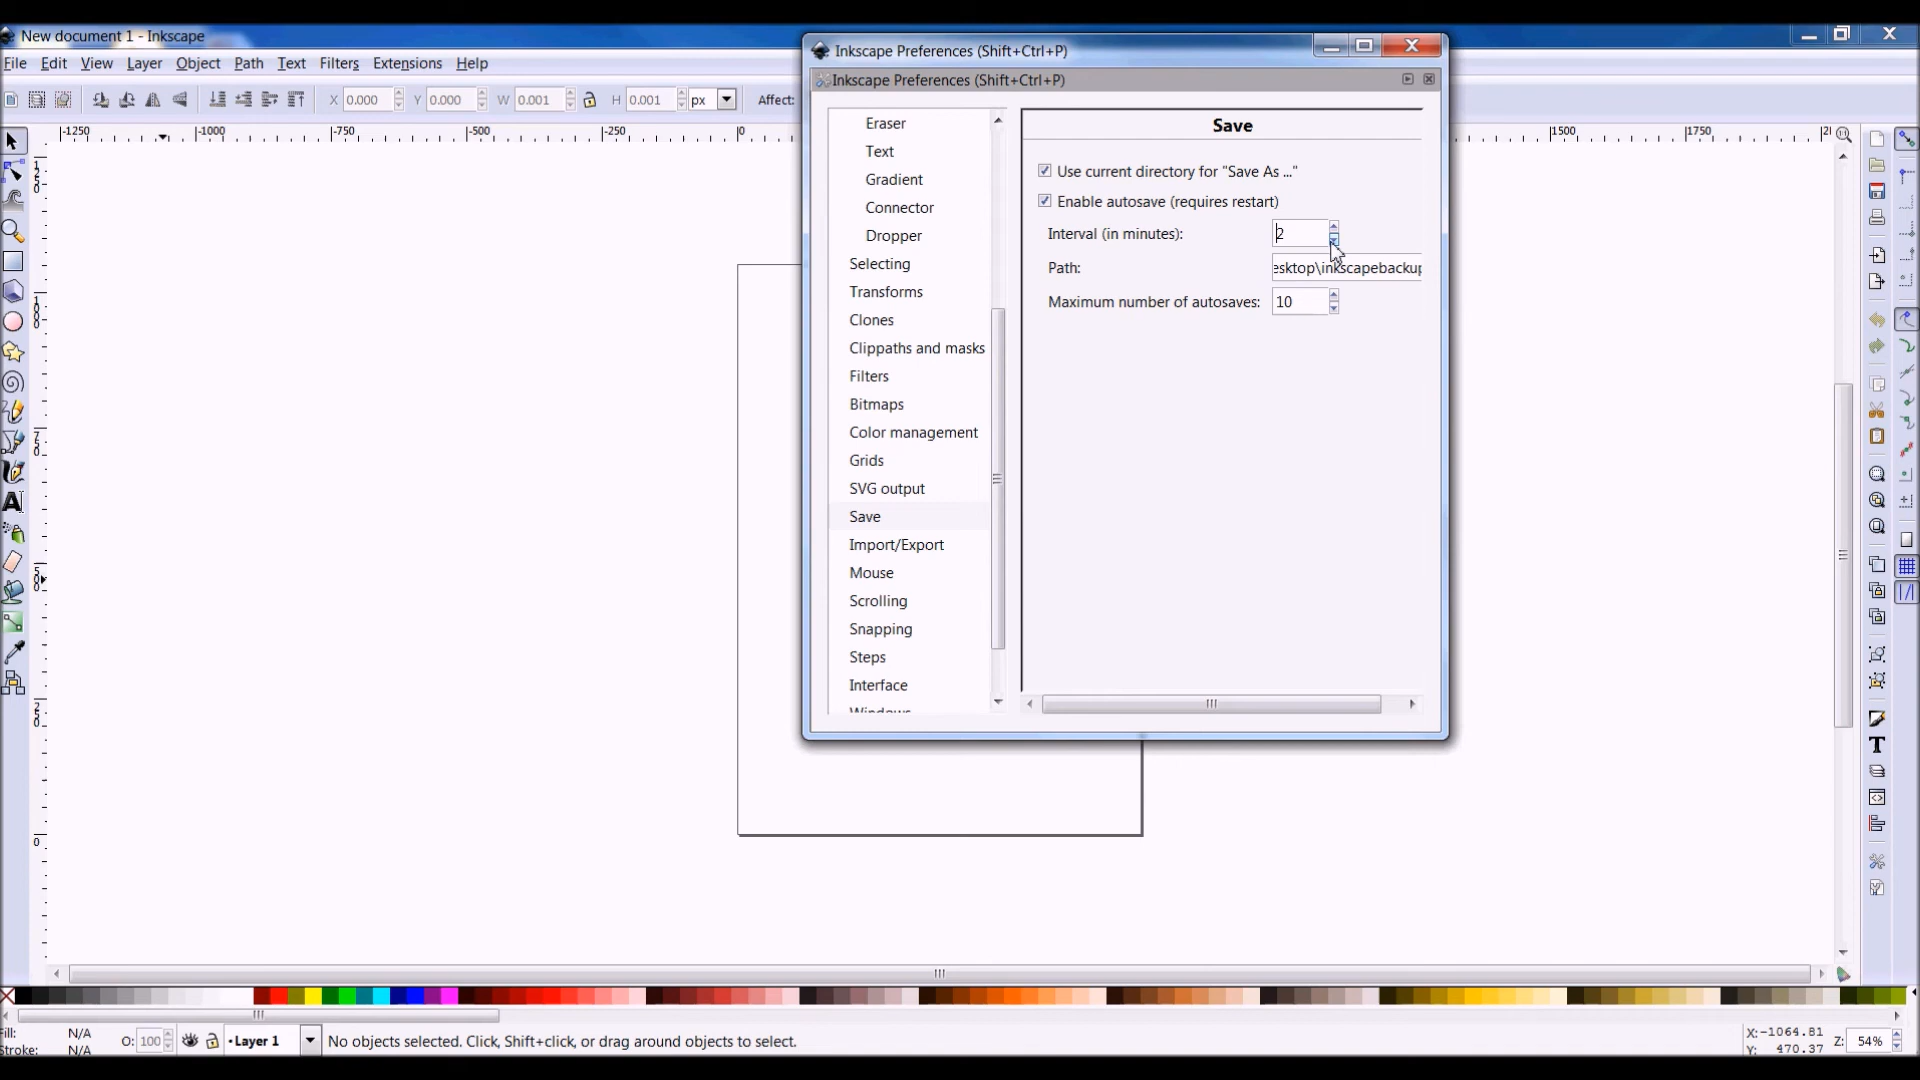 New document 1 - Inkscape
File Edit View Layer Object Path Text Filters Extensions Help
X 0.000 Y 0.000 W 0.001 H 0.001 px Affect:
-1250 -1000 -750 -500 -250 0 1500 1750
Inkscape Preferences (Shift+Ctrl+P)
Inkscape Preferences (Shift+Ctrl+P)
Eraser
Text
Gradient
Connector
Dropper
Selecting
Transforms
Clones
Clippaths and masks
Filters
Bitmaps
Color management
Grids
SVG output
Save
Import/Export
Mouse
Scrolling
Snapping
Steps
Interface
Windows
Save
Use current directory for "Save As ..."
Enable autosave (requires restart)
Interval (in minutes): 2
Path: esktop\inkscapebackup
Maximum number of autosaves: 10
Fill: N/A
Stroke: N/A
O: 100
Layer 1
No objects selected. Click, Shift+click, or drag around objects to select.
X:-1064.81
Y: 470.37
Z: 54%